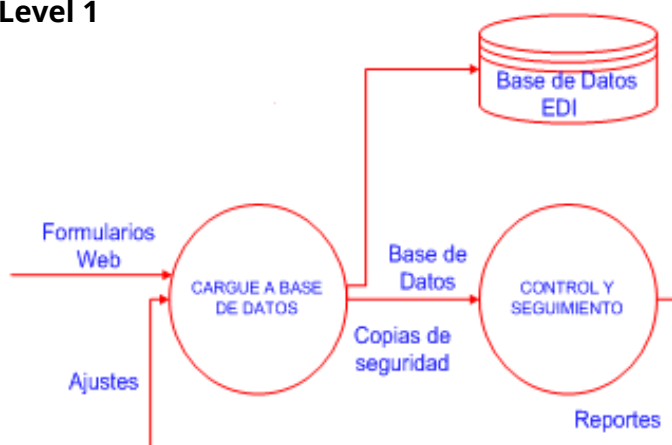 Level 1
Base de Datos
EDI
Formularios
Web
CARGUE A BASE
DE DATOS
Base de
Datos
CONTROL Y
SEGUIMIENTO
Copias de
seguridad
Ajustes
Reportes